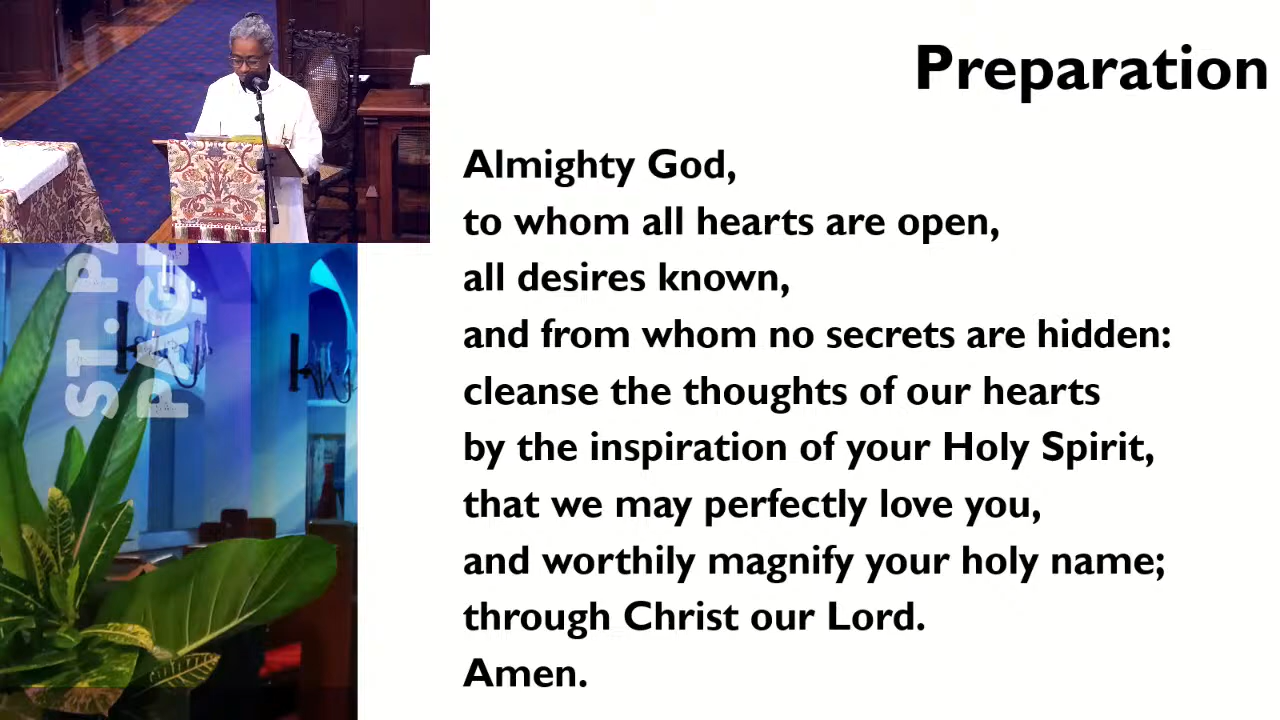 Preparation
Almighty God,
to whom all hearts are open,
all desires known,
and from whom no secrets are hidden:
cleanse the thoughts of our hearts
by the inspiration of your Holy Spirit,
that we may perfectly love you,
and worthily magnify your holy name;
through Christ our Lord.
Amen.
ST.